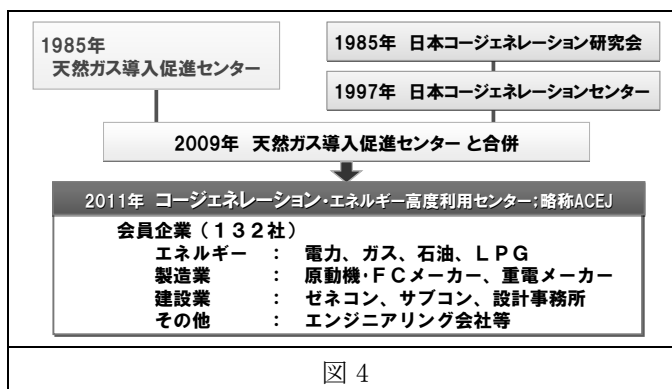 1985年
天然ガス導入促進センター
1985年 日本コージェネレーション研究会
1997年 日本コージェネレーションセンター
2009年 天然ガス導入促進センター と合併
2011年 コージェネレーション・エネルギー高度利用センター；略称ACEJ
会員企業（１３２社）
エネルギー ： 電力、ガス、石油、ＬＰＧ
製造業 ： 原動機・ＦＣメーカー、重電メーカー
建設業 ： ゼネコン、サブコン、設計事務所
その他 ： エンジニアリング会社等
図 4